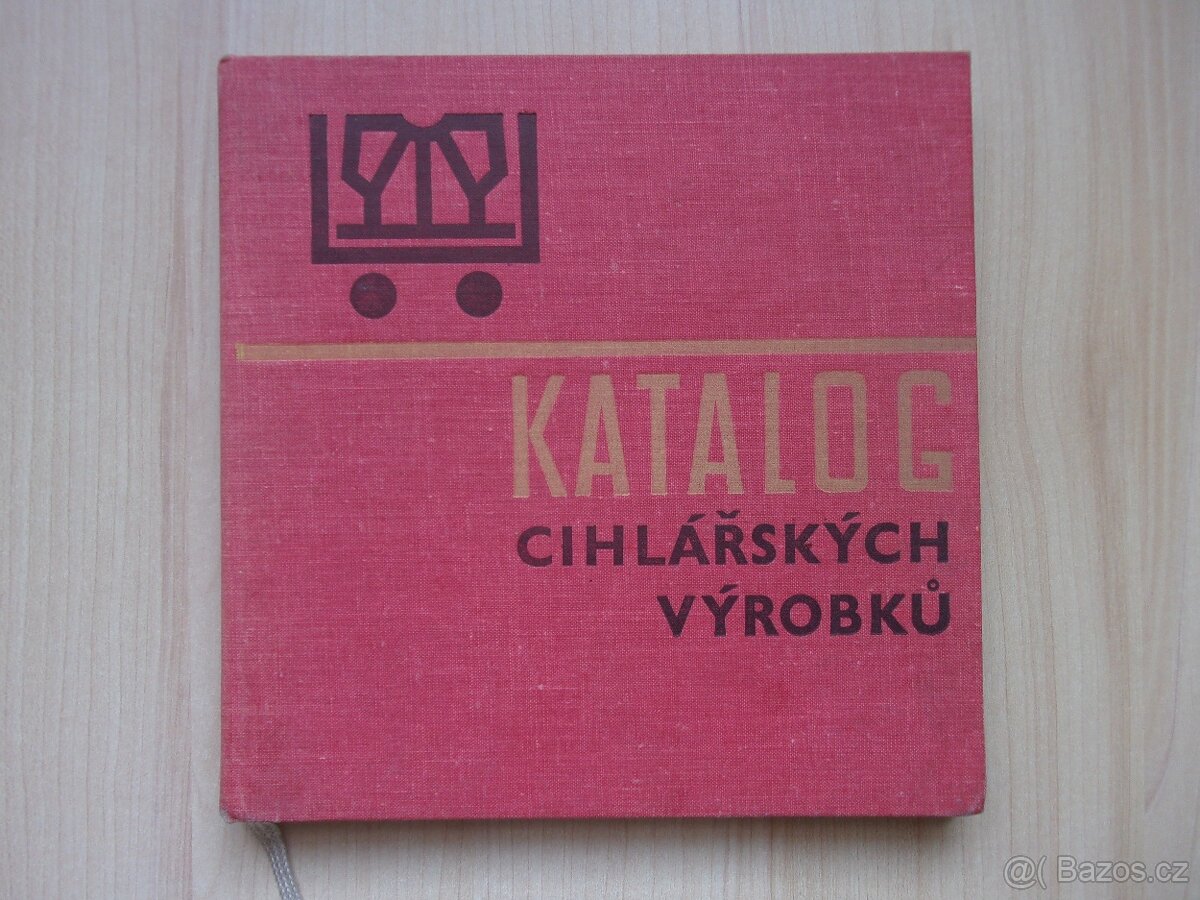 KATALOG
CIHLÁŘSKÝCH
VÝROBKŮ
@( Bazos.cz